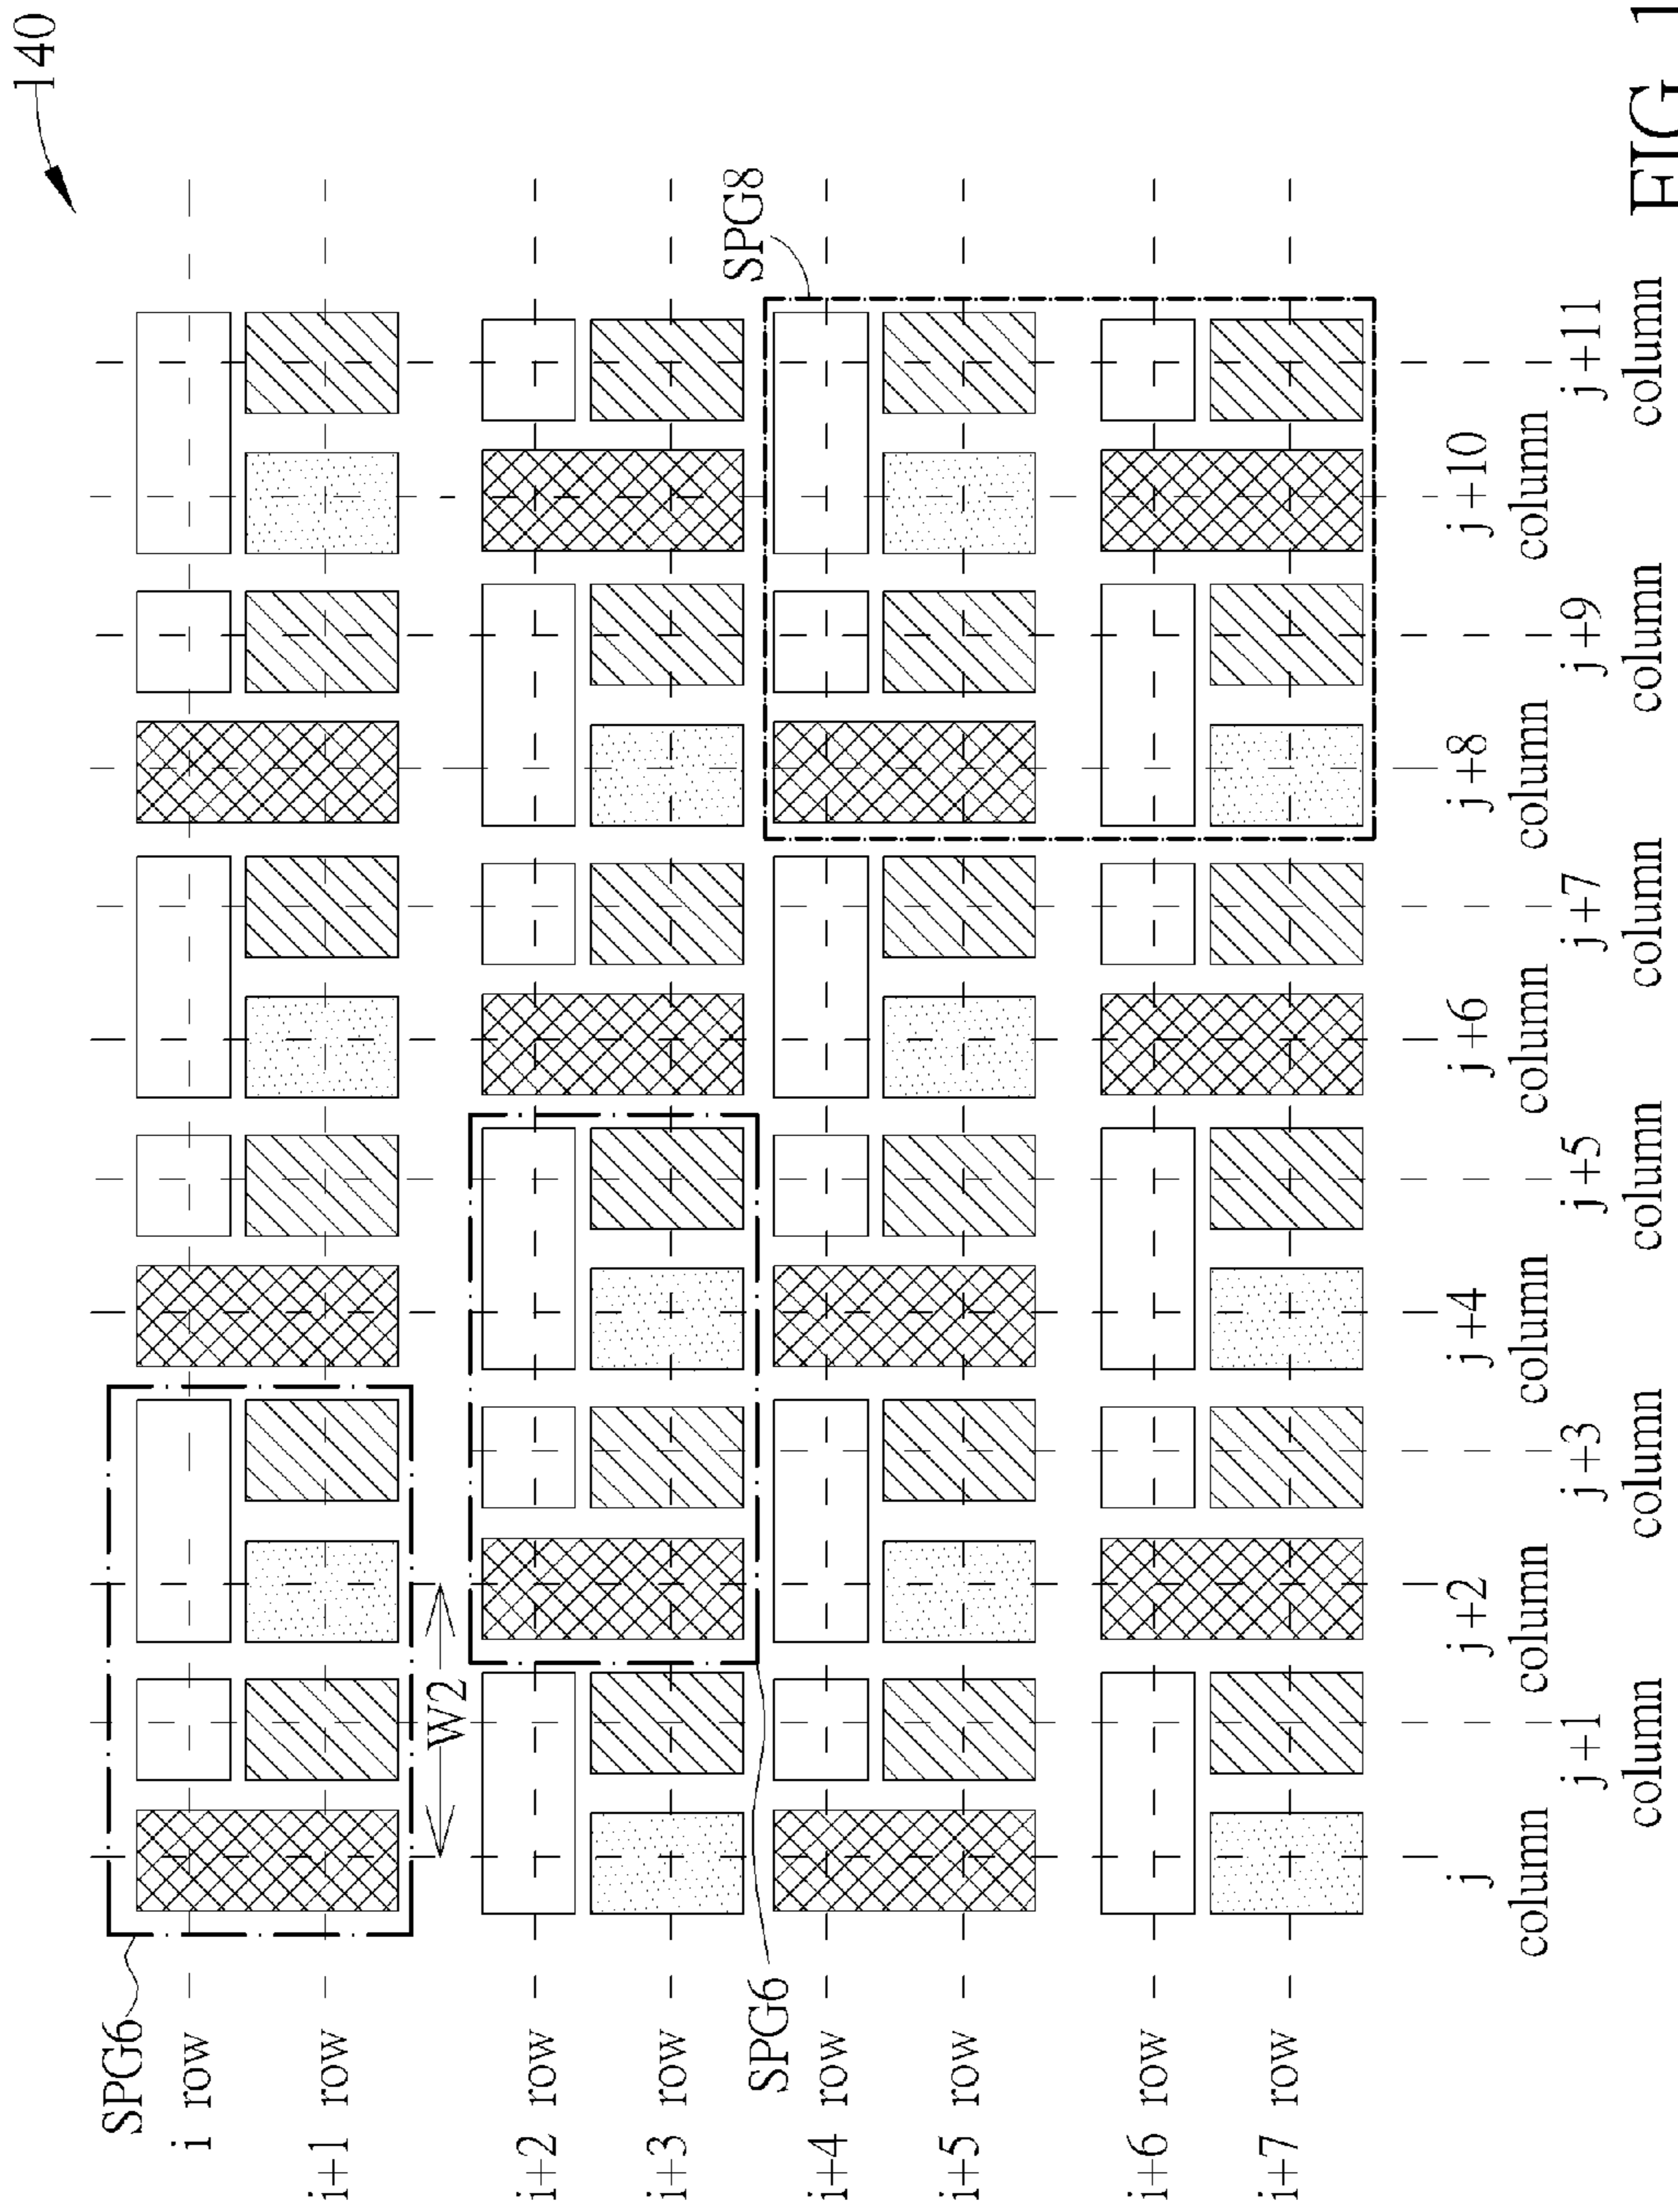 140
SPG6
i row
i+1 row
i+2 row
i+3 row
SPG6
i+4 row
i+5 row
i+6 row
i+7 row
W2
SPG8
j
column
j+1
column
j+2
column
j+3
column
j+4
column
j+5
column
j+6
column
j+7
column
j+8
column
j+9
column
j+10
column
j+11
column
FIG. 1